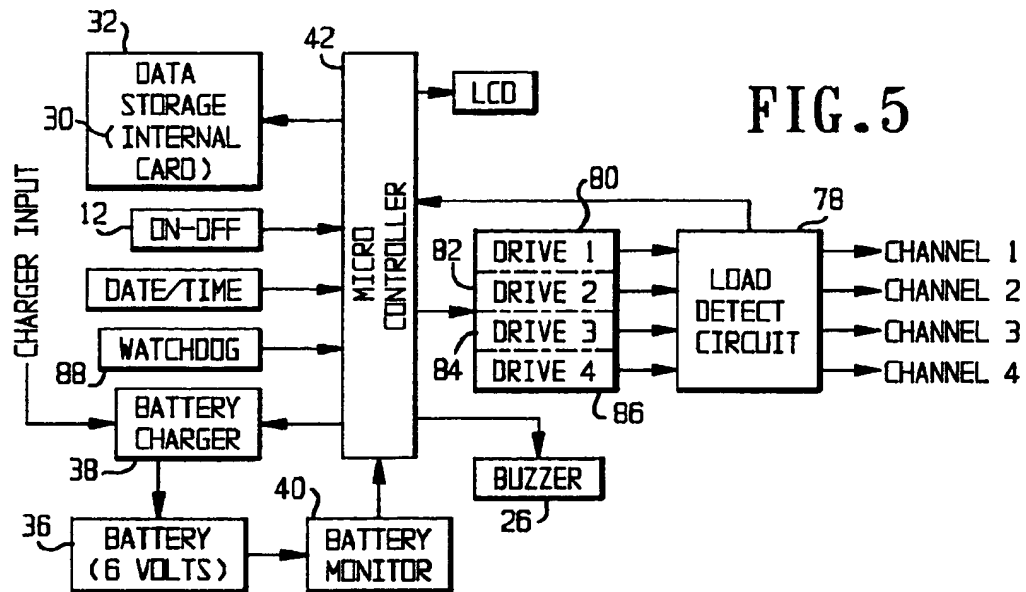 32
DATA
STORAGE
30
(INTERNAL
CARD)
42
MICRO
CONTROLLER
LCD
FIG.5
CHARGER INPUT
12
ON-OFF
DATE/TIME
WATCHDOG
88
BATTERY
CHARGER
38
36
BATTERY
(6 VOLTS)
40
BATTERY
MONITOR
80
82
DRIVE 1
DRIVE 2
DRIVE 3
84
DRIVE 4
86
78
LOAD
DETECT
CIRCUIT
CHANNEL 1
CHANNEL 2
CHANNEL 3
CHANNEL 4
BUZZER
26